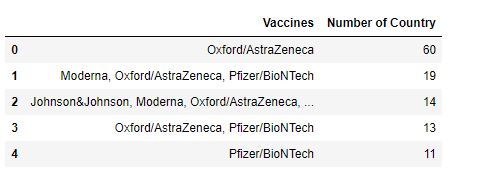 Vaccines Number of Country
0 Oxford/AstraZeneca 60
1 Moderna, Oxford/AstraZeneca, Pfizer/BioNTech 19
2 Johnson&Johnson, Moderna, Oxford/AstraZeneca, ... 14
3 Oxford/AstraZeneca, Pfizer/BioNTech 13
4 Pfizer/BioNTech 11